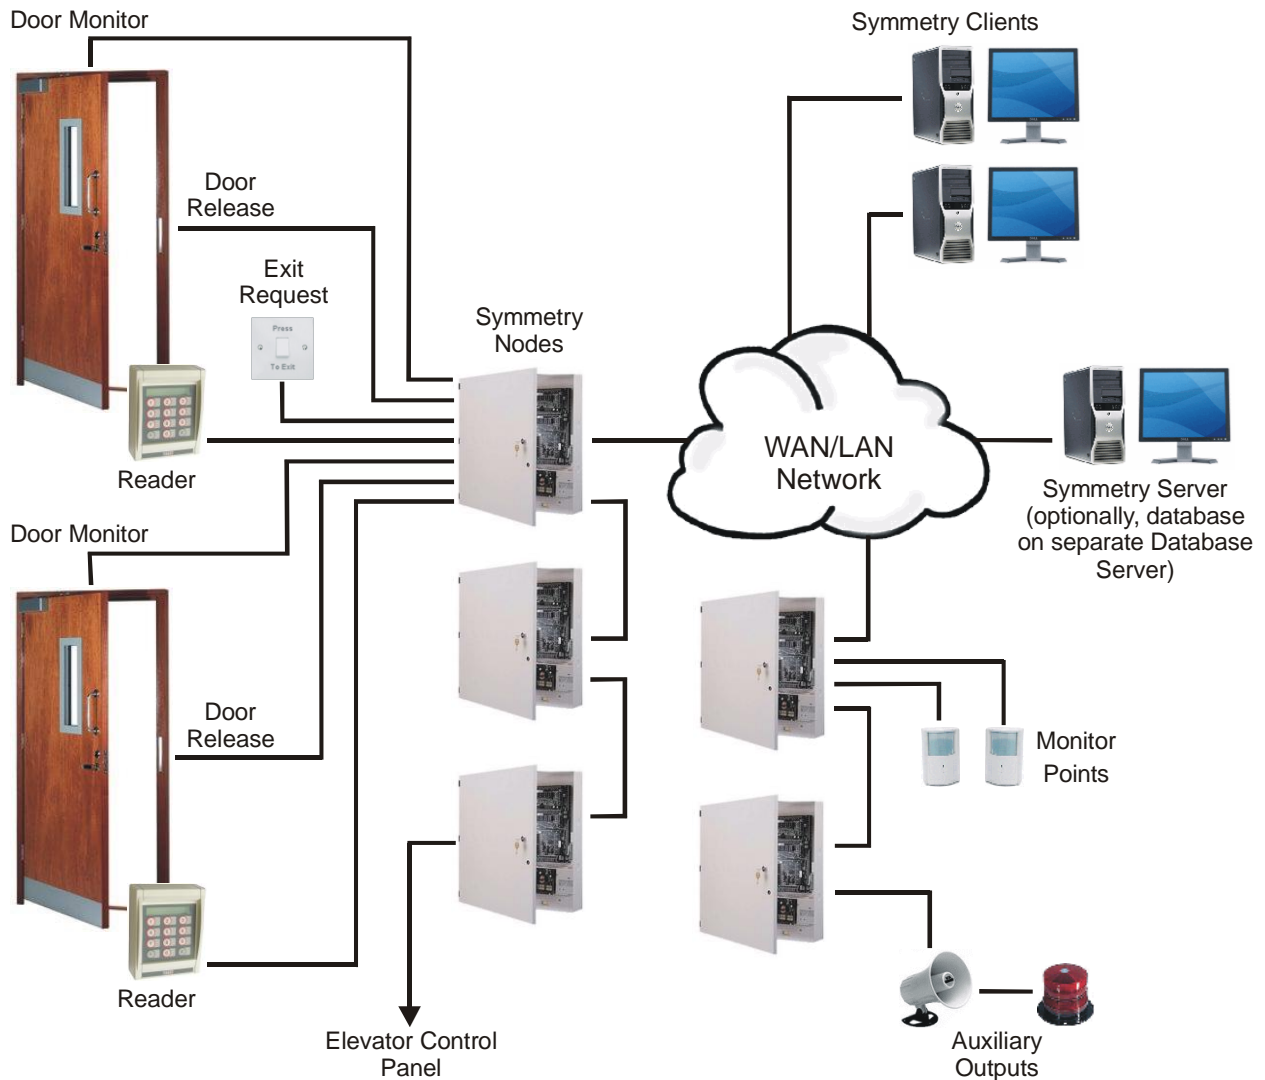 Door Monitor
Symmetry Clients
Door
Release
Exit
Request
Press
To Exit
Symmetry
Nodes
Reader
WAN/LAN
Network
Symmetry Server
(optionally, database
on separate Database
Server)
Door Monitor
Door
Release
Monitor
Points
Reader
Elevator Control
Panel
Auxiliary
Outputs